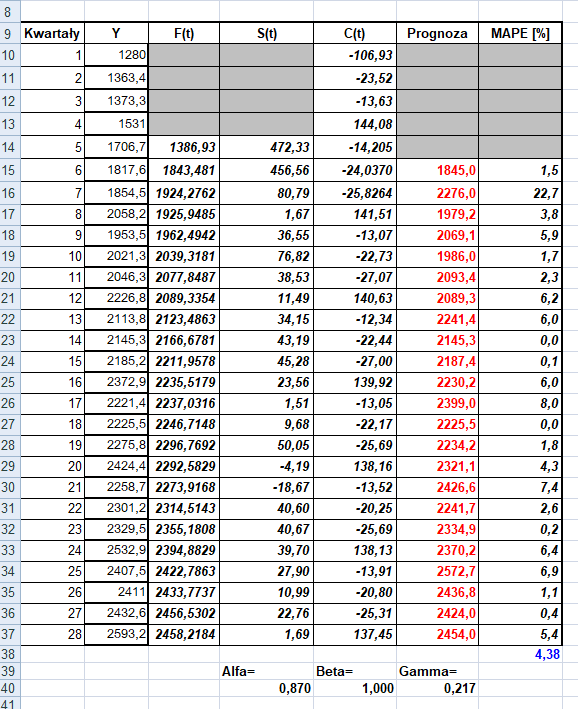 8
9 Kwartały Y F(t) S(t) C(t) Prognoza MAPE [%]
10 1 1280 -106,93
11 2 1363,4 -23,52
12 3 1373,3 -13,63
13 4 1531 144,08
14 5 1706,7 1386,93 472,33 -14,205
15 6 1817,6 1843,481 456,56 -24,0370 1845,0 1,5
16 7 1854,5 1924,2762 80,79 -25,8264 2276,0 22,7
17 8 2058,2 1925,9485 1,67 141,51 1979,2 3,8
18 9 1953,5 1962,4942 36,55 -13,07 2069,1 5,9
19 10 2021,3 2039,3181 76,82 -22,73 1986,0 1,7
20 11 2046,3 2077,8487 38,53 -27,07 2093,4 2,3
21 12 2226,8 2089,3354 11,49 140,63 2089,3 6,2
22 13 2113,8 2123,4863 34,15 -12,34 2241,4 6,0
23 14 2145,3 2166,6781 43,19 -22,44 2145,3 0,0
24 15 2185,2 2211,9578 45,28 -27,00 2187,4 0,1
25 16 2372,9 2235,5179 23,56 139,92 2230,2 6,0
26 17 2221,4 2237,0316 1,51 -13,05 2399,0 8,0
27 18 2225,5 2246,7148 9,68 -22,17 2225,5 0,0
28 19 2275,8 2296,7692 50,05 -25,69 2234,2 1,8
29 20 2424,4 2292,5829 -4,19 138,16 2321,1 4,3
30 21 2258,7 2273,9168 -18,67 -13,52 2426,6 7,4
31 22 2301,2 2314,5143 40,60 -20,25 2241,7 2,6
32 23 2329,5 2355,1808 40,67 -25,69 2334,9 0,2
33 24 2532,9 2394,8829 39,70 138,13 2370,2 6,4
34 25 2407,5 2422,7863 27,90 -13,91 2572,7 6,9
35 26 2411 2433,7737 10,99 -20,80 2436,8 1,1
36 27 2432,6 2456,5302 22,76 -25,31 2424,0 0,4
37 28 2593,2 2458,2184 1,69 137,45 2454,0 5,4
38 4,38
39 Alfa= Beta= Gamma=
40 0,870 1,000 0,217
41